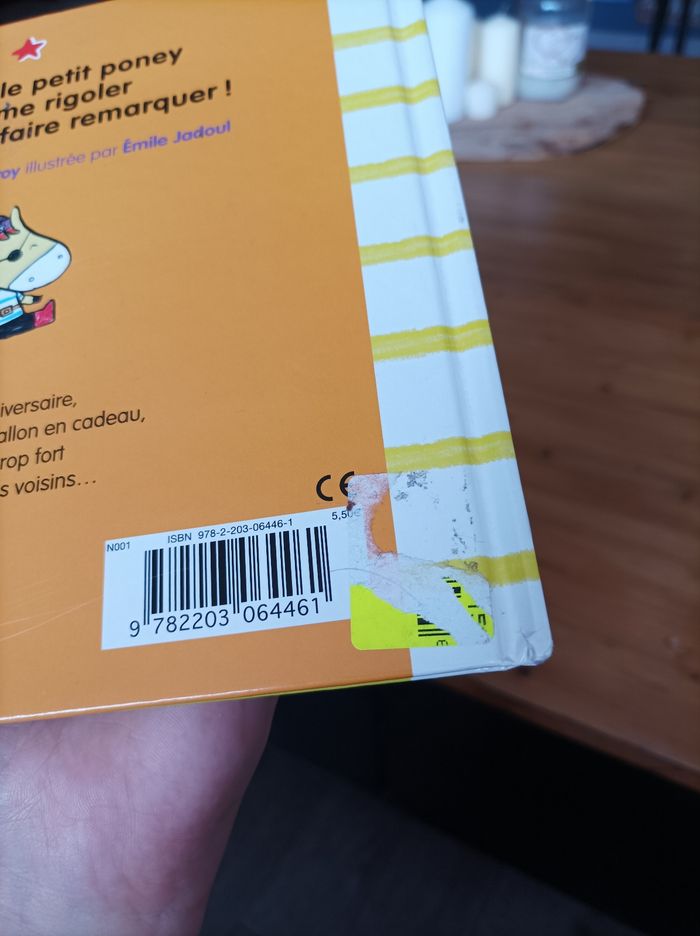 le petit poney
me rigoler
faire remarquer !
roy illustrée par Émile Jadoul
iversaire,
allon en cadeau,
rop fort
s voisins...
CE
N001
ISBN 978-2-203-06446-1
5,50€
9 782203 064461